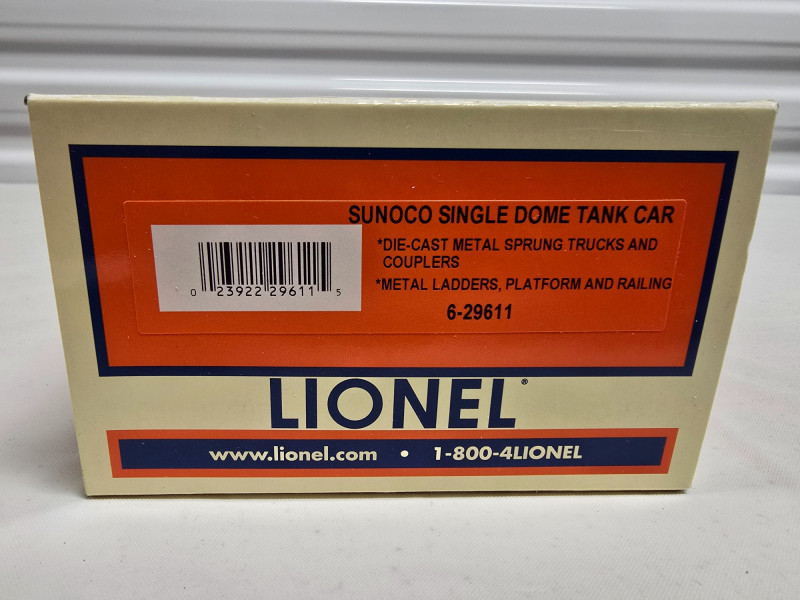 SUNOCO SINGLE DOME TANK CAR
*DIE-CAST METAL SPRUNG TRUCKS AND
COUPLERS
*METAL LADDERS, PLATFORM AND RAILING
6-29611
0 23922 29611 5
LIONEL®
www.lionel.com • 1-800-4LIONEL